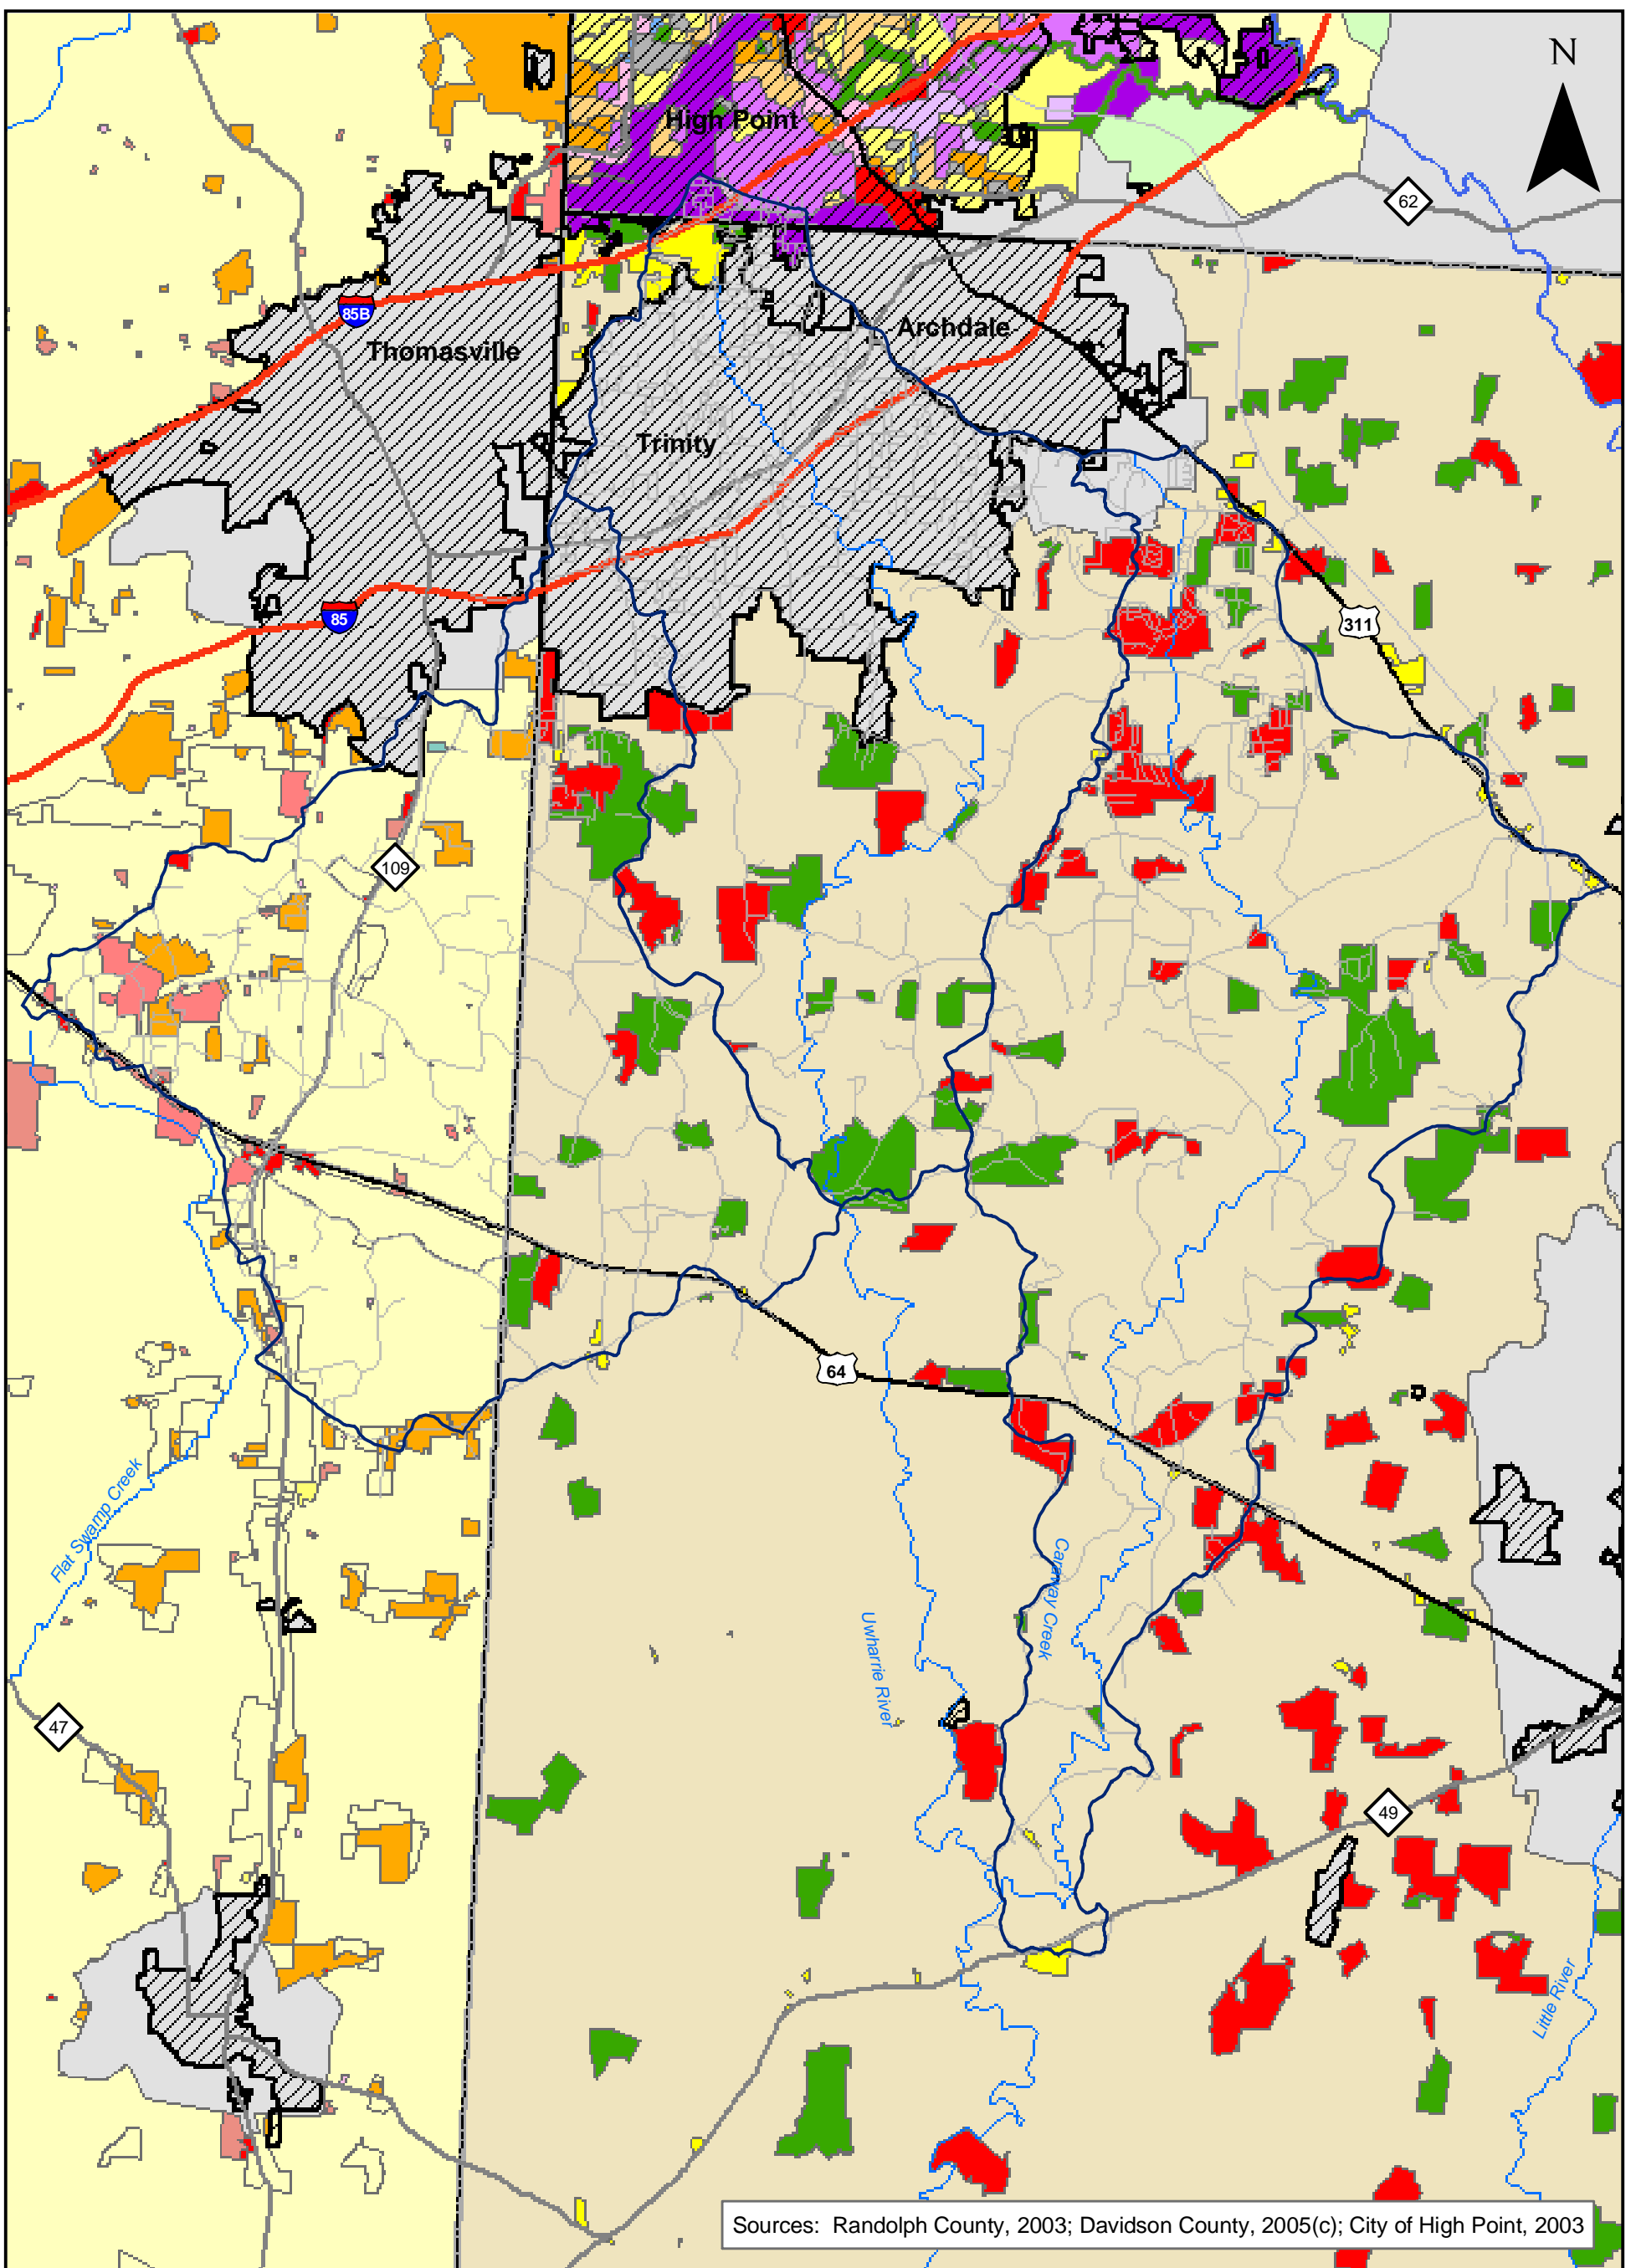 N
High Point
62
85B
Thomasville
Archdale
Trinity
85
311
109
64
Flat Swamp Creek
Caraway Creek
Uwharrie River
47
49
Little River
Sources: Randolph County, 2003; Davidson County, 2005(c); City of High Point, 2003